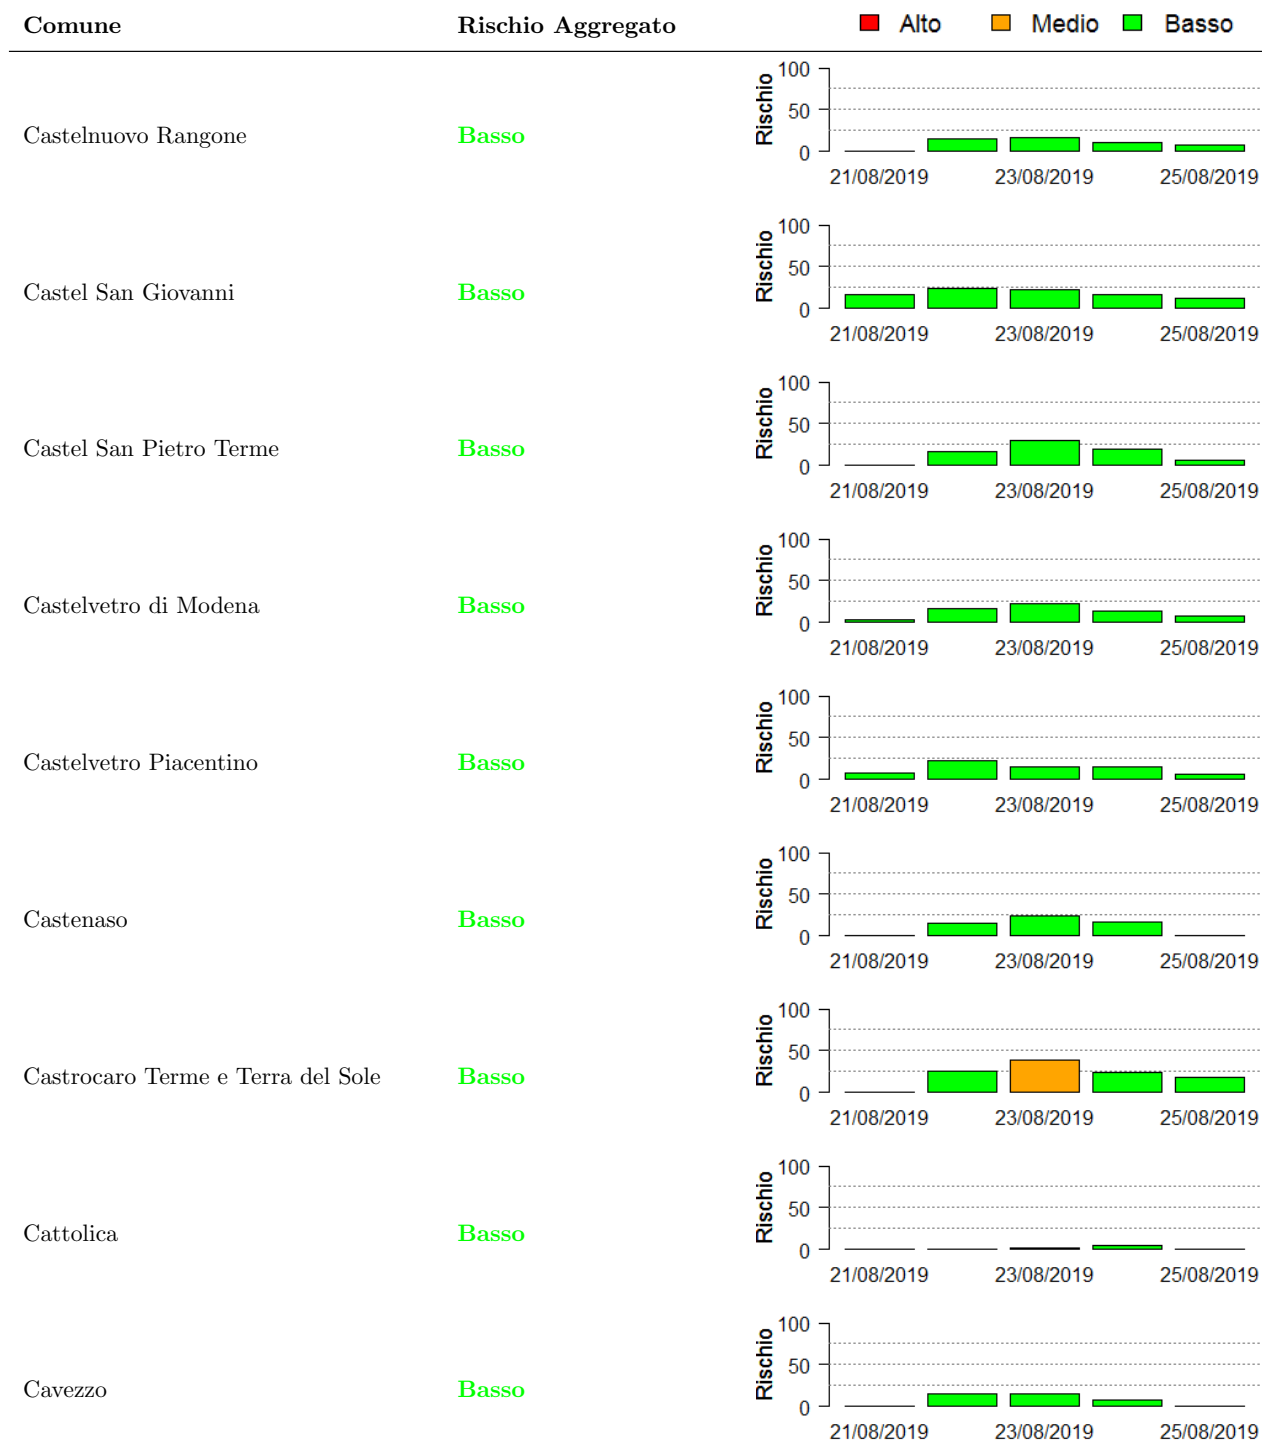 Comune Rischio Aggregato Alto Medio Basso
Castelnuovo Rangone Basso
Rischio
100
50
0
21/08/2019 23/08/2019 25/08/2019
Castel San Giovanni Basso
Rischio
100
50
0
21/08/2019 23/08/2019 25/08/2019
Castel San Pietro Terme Basso
Rischio
100
50
0
21/08/2019 23/08/2019 25/08/2019
Castelvetro di Modena Basso
Rischio
100
50
0
21/08/2019 23/08/2019 25/08/2019
Castelvetro Piacentino Basso
Rischio
100
50
0
21/08/2019 23/08/2019 25/08/2019
Castenaso Basso
Rischio
100
50
0
21/08/2019 23/08/2019 25/08/2019
Castrocaro Terme e Terra del Sole Basso
Rischio
100
50
0
21/08/2019 23/08/2019 25/08/2019
Cattolica Basso
Rischio
100
50
0
21/08/2019 23/08/2019 25/08/2019
Cavezzo Basso
Rischio
100
50
0
21/08/2019 23/08/2019 25/08/2019